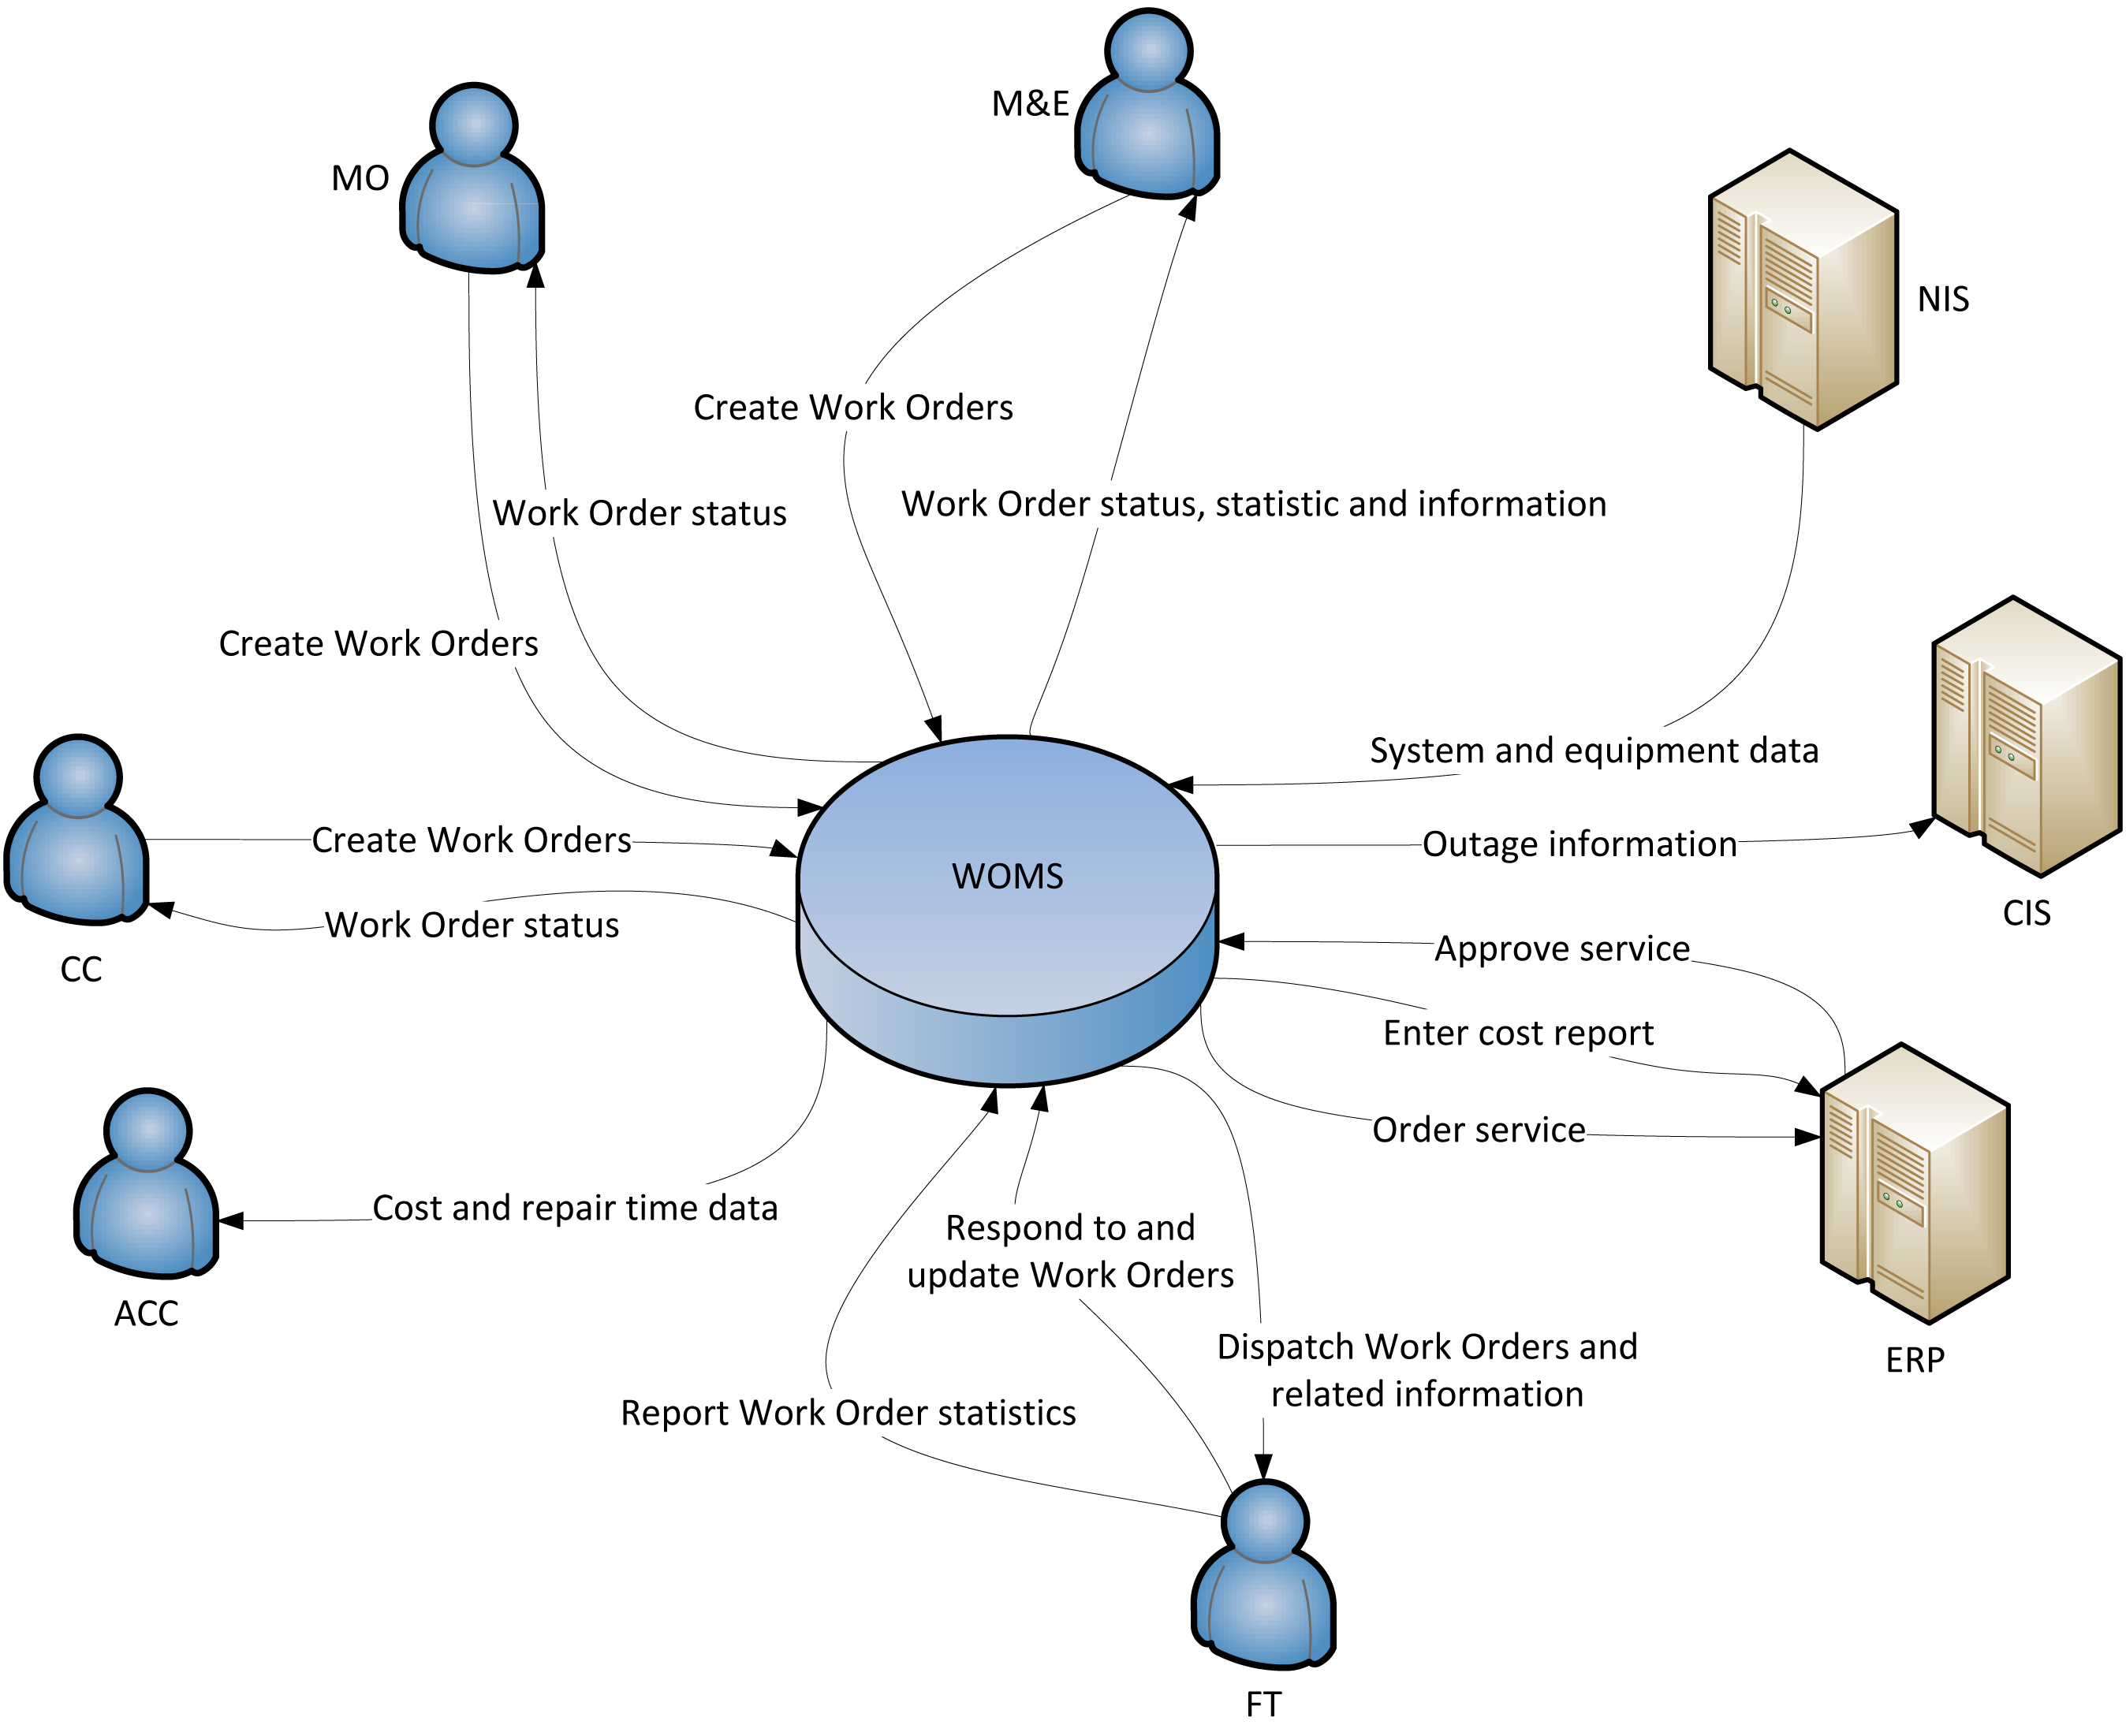 M&E
MO
NIS
Create Work Orders
Work Order status, statistic and information
Work Order status
Create Work Orders
System and equipment data
Create Work Orders
Outage information
WOMS
CIS
Work Order status
Approve service
CC
Enter cost report
Order service
Cost and repair time data
Respond to and
update Work Orders
ACC
Dispatch Work Orders and
related information
ERP
Report Work Order statistics
FT